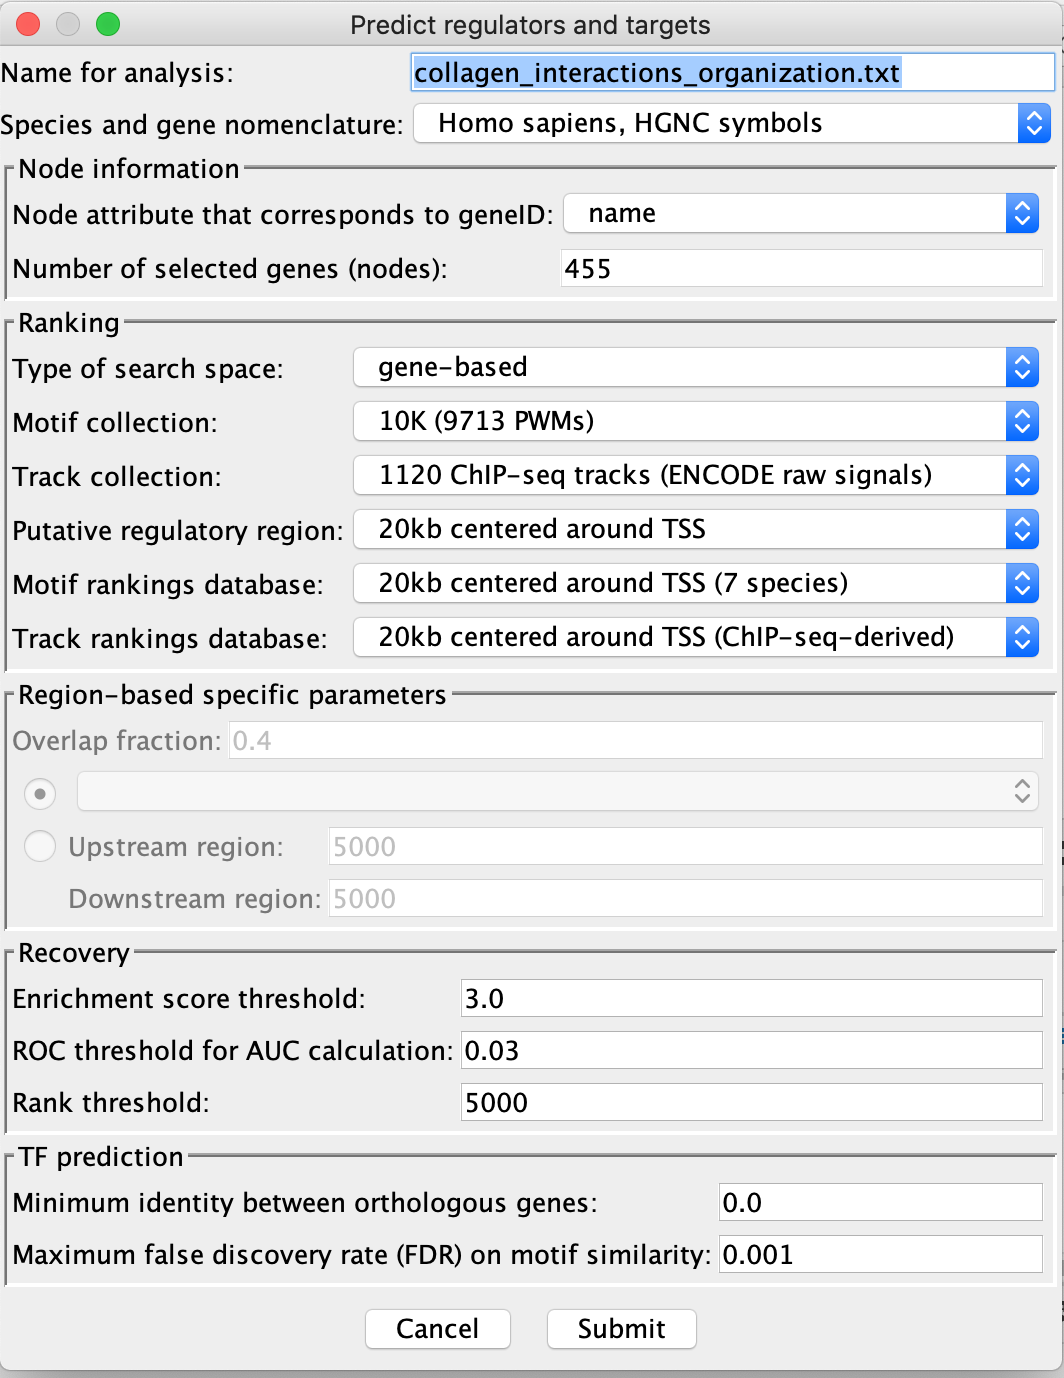 Predict regulators and targets
Name for analysis: collagen_interactions_organization.txt
Species and gene nomenclature: Homo sapiens, HGNC symbols
Node information
Node attribute that corresponds to geneID: name
Number of selected genes (nodes): 455
Ranking
Type of search space: gene-based
Motif collection: 10K (9713 PWMs)
Track collection: 1120 ChIP-seq tracks (ENCODE raw signals)
Putative regulatory region: 20kb centered around TSS
Motif rankings database: 20kb centered around TSS (7 species)
Track rankings database: 20kb centered around TSS (ChIP-seq-derived)
Region-based specific parameters
Overlap fraction: 0.4
Upstream region: 5000
Downstream region: 5000
Recovery
Enrichment score threshold: 3.0
ROC threshold for AUC calculation: 0.03
Rank threshold: 5000
TF prediction
Minimum identity between orthologous genes: 0.0
Maximum false discovery rate (FDR) on motif similarity: 0.001
Cancel Submit